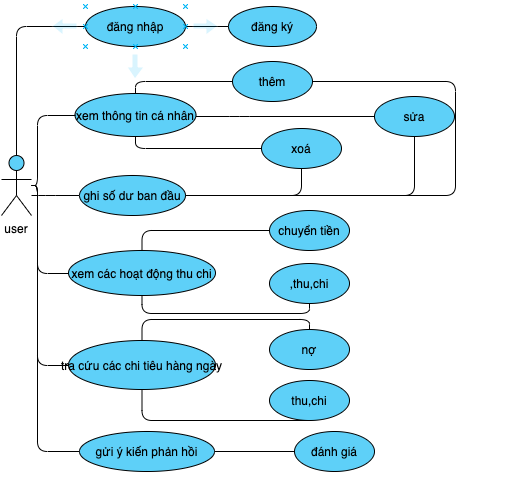 đăng nhập
đăng ký
thêm
xem thông tin cá nhân
sửa
xoá
ghi số dư ban đầu
user
chuyển tiền
xem các hoạt động thu chi
,thu,chi
nợ
tra cứu các chi tiêu hàng ngày
thu,chi
gửi ý kiến phản hồi
đánh giá